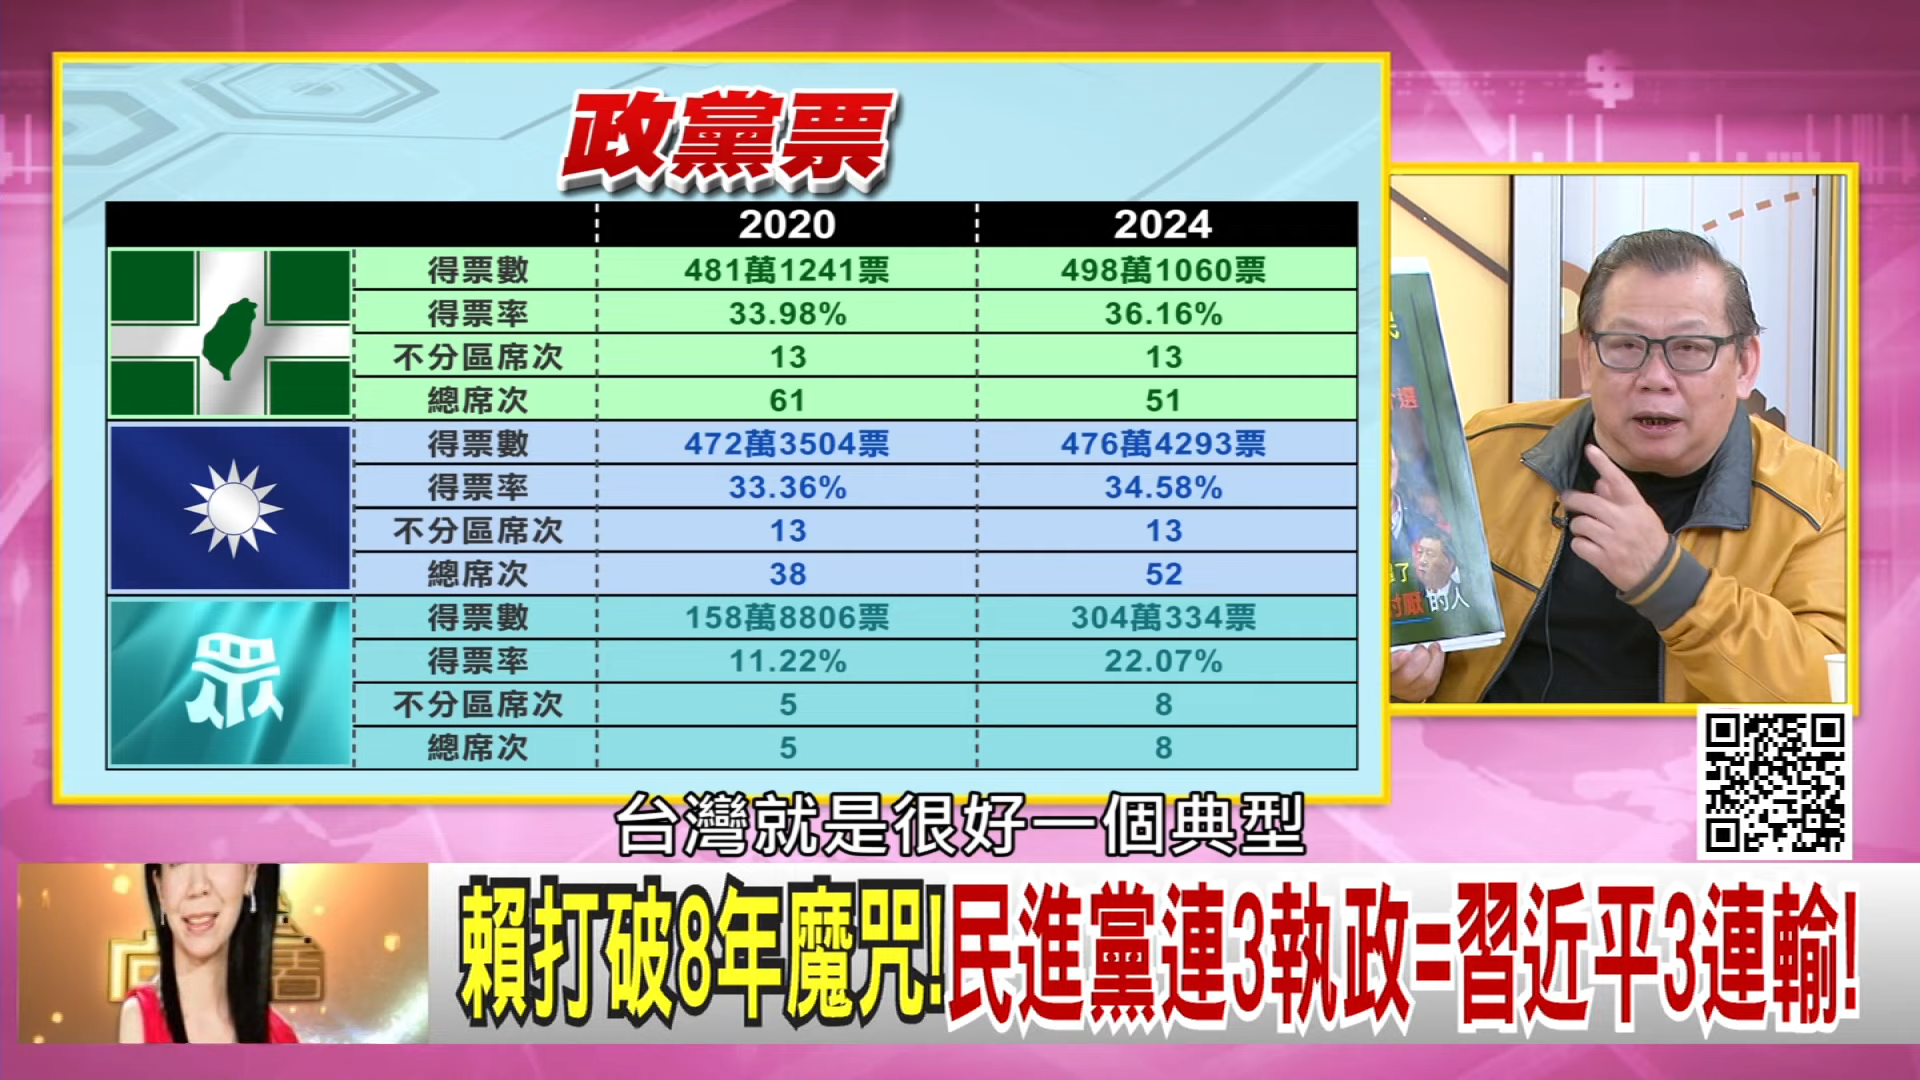 政黨票
2020 2024
得票數 481萬1241票 498萬1060票
得票率 33.98% 36.16%
不分區席次 13 13
總席次 61 51
得票數 472萬3504票 476萬4293票
得票率 33.36% 34.58%
不分區席次 13 13
總席次 38 52
眾
得票數 158萬8806票 304萬334票
得票率 11.22% 22.07%
不分區席次 5 8
總席次 5 8
選
討厭的人
台灣就是很好一個典型
賴打破8年魔咒!民進黨連3執政=習近平3連輸!